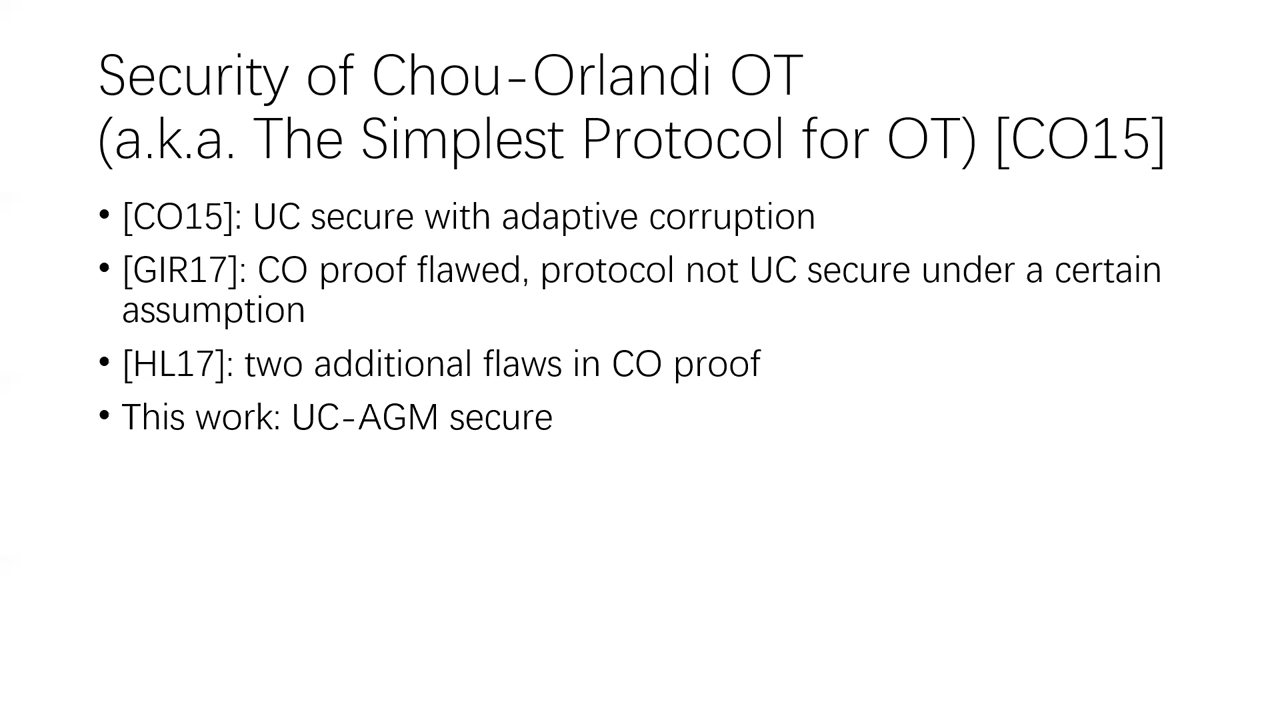 Security of Chou-Orlandi OT
(a.k.a. The Simplest Protocol for OT) [CO15]
• [CO15]: UC secure with adaptive corruption
• [GIR17]: CO proof flawed, protocol not UC secure under a certain
assumption
• [HL17]: two additional flaws in CO proof
• This work: UC-AGM secure